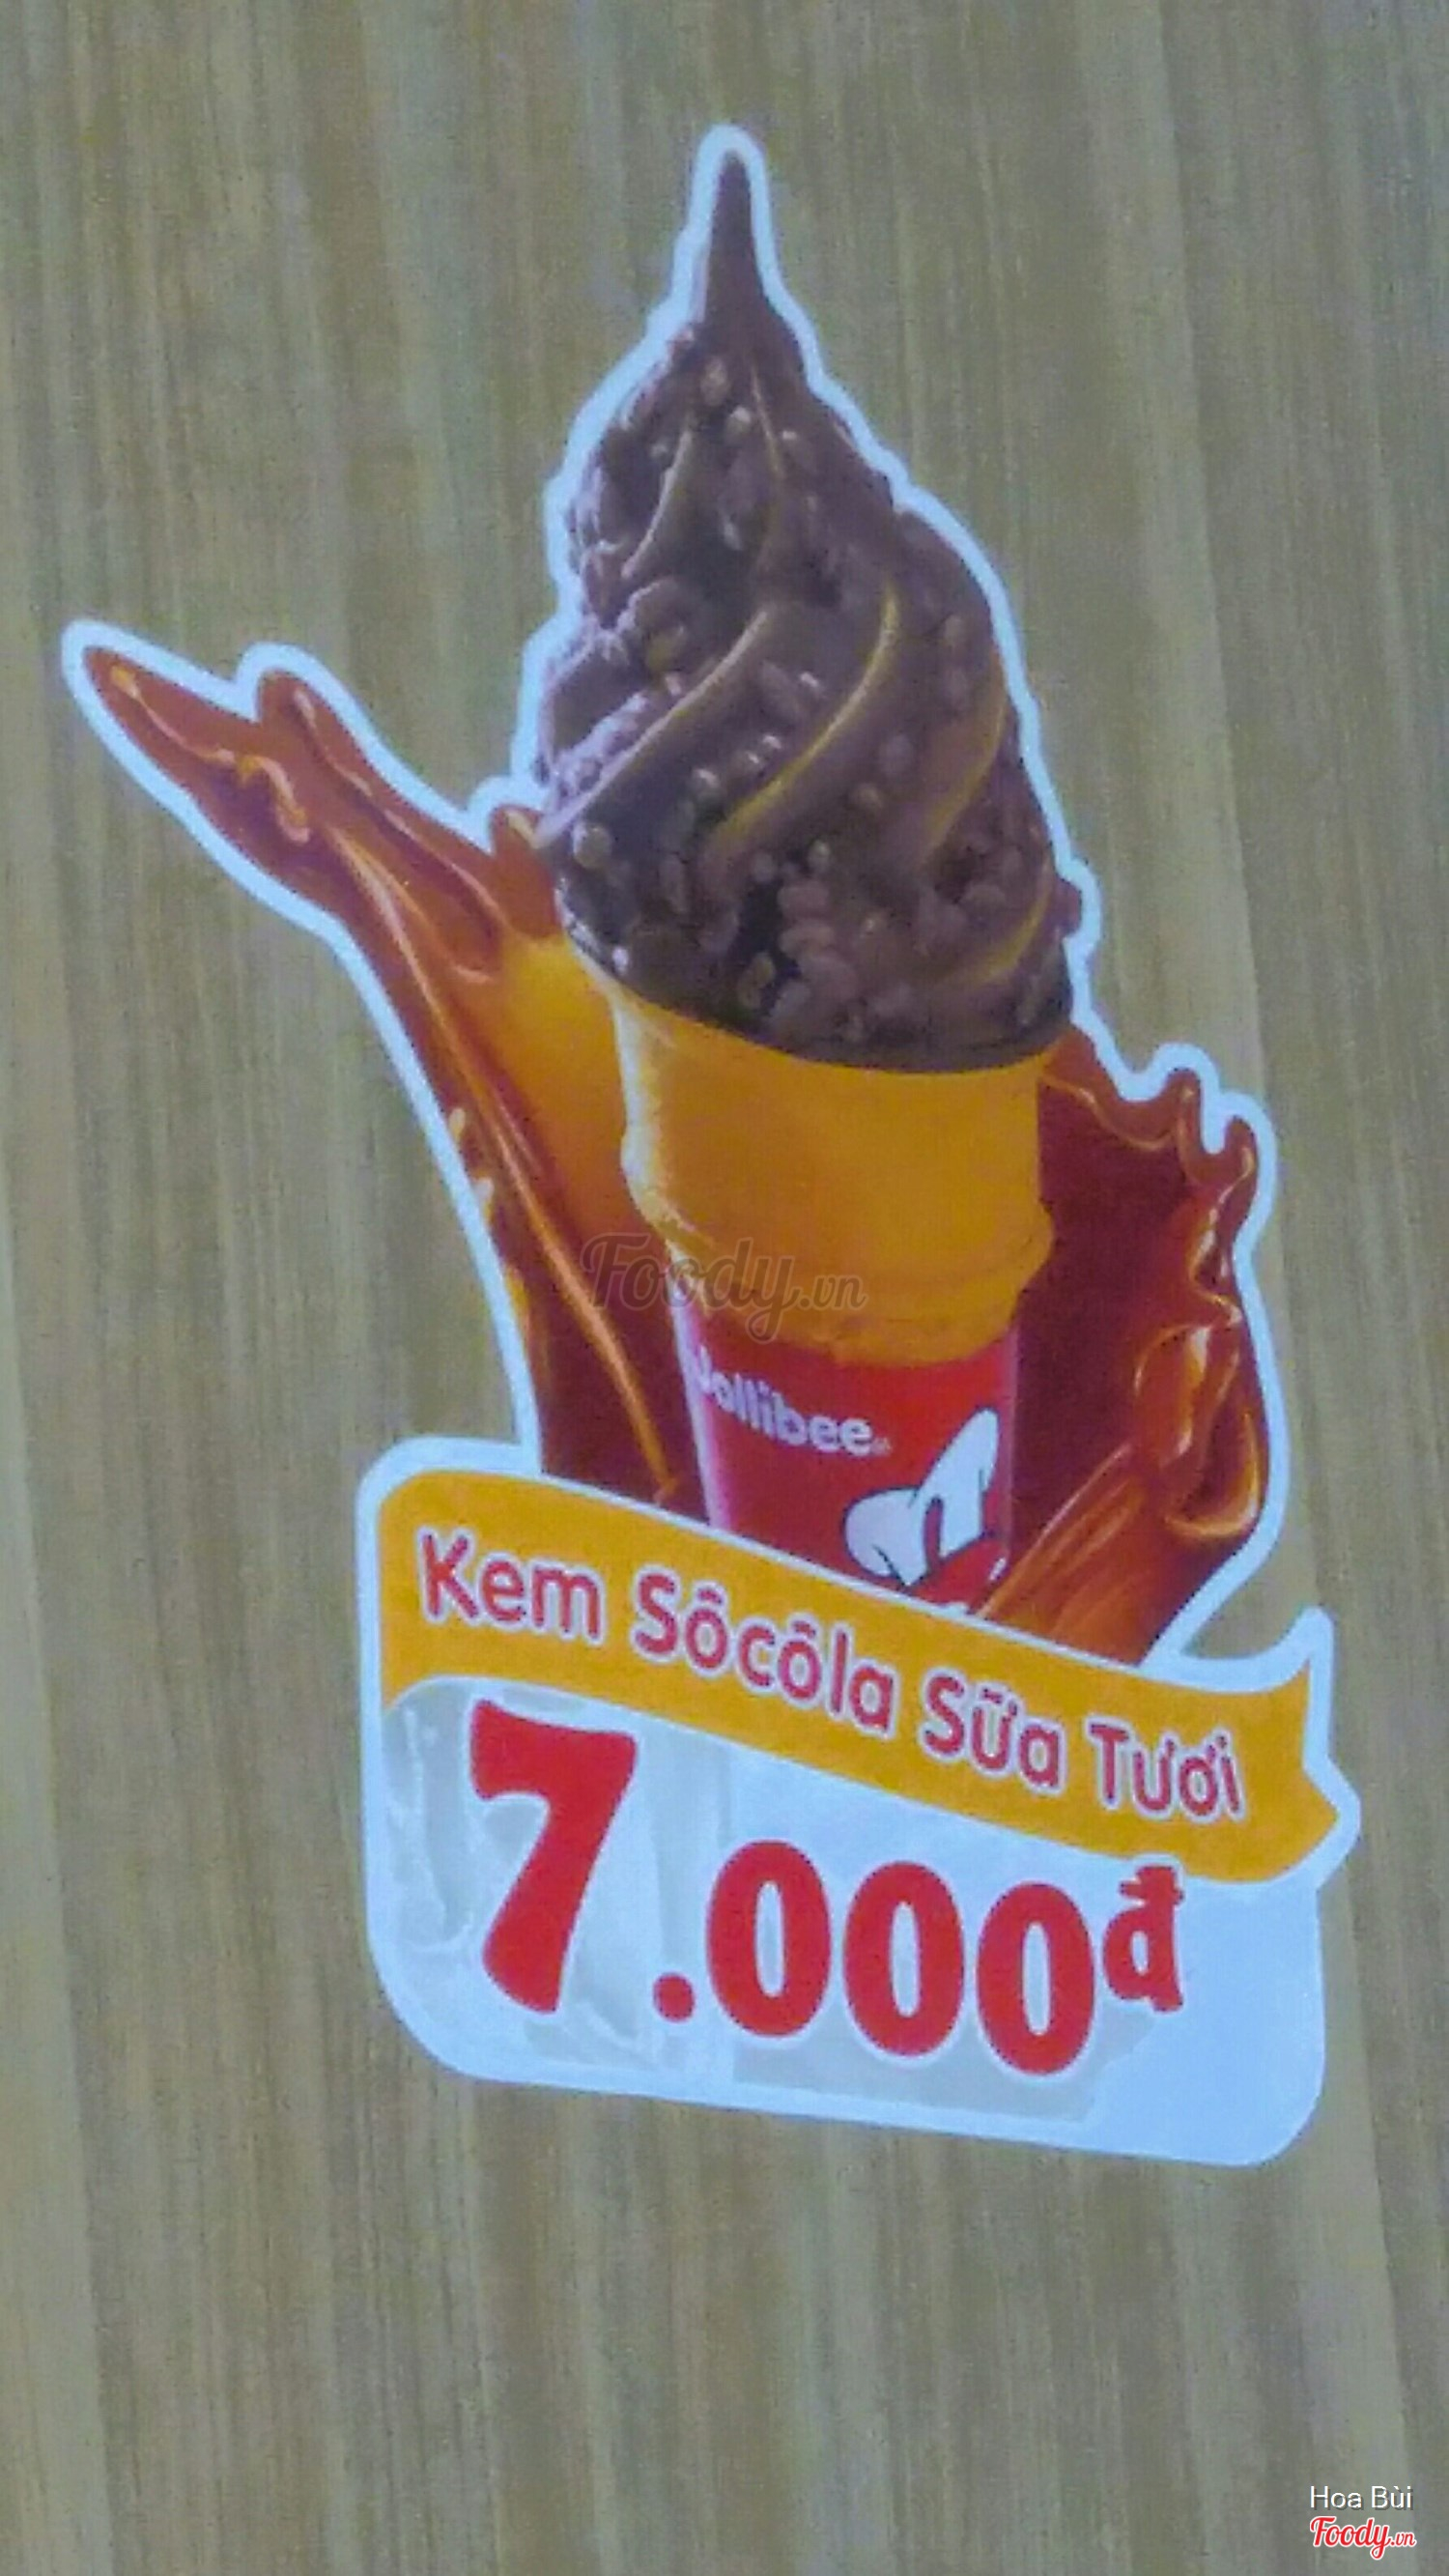 Foody.vn
Jollibee
Kem Sôcôla Sữa Tươi
7.000đ
Hoa Bùi
Foody.vn